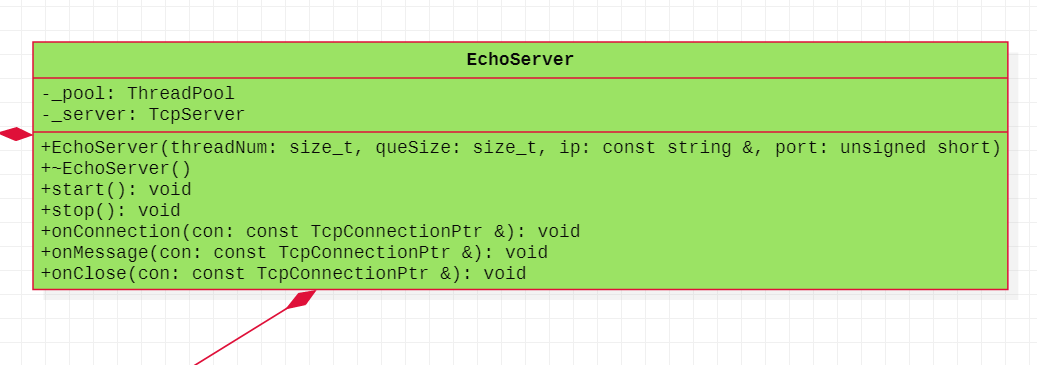 EchoServer
-_pool: ThreadPool
-_server: TcpServer
+EchoServer(threadNum: size_t, queSize: size_t, ip: const string &, port: unsigned short)
+~EchoServer()
+start(): void
+stop(): void
+onConnection(con: const TcpConnectionPtr &): void
+onMessage(con: const TcpConnectionPtr &): void
+onClose(con: const TcpConnectionPtr &): void